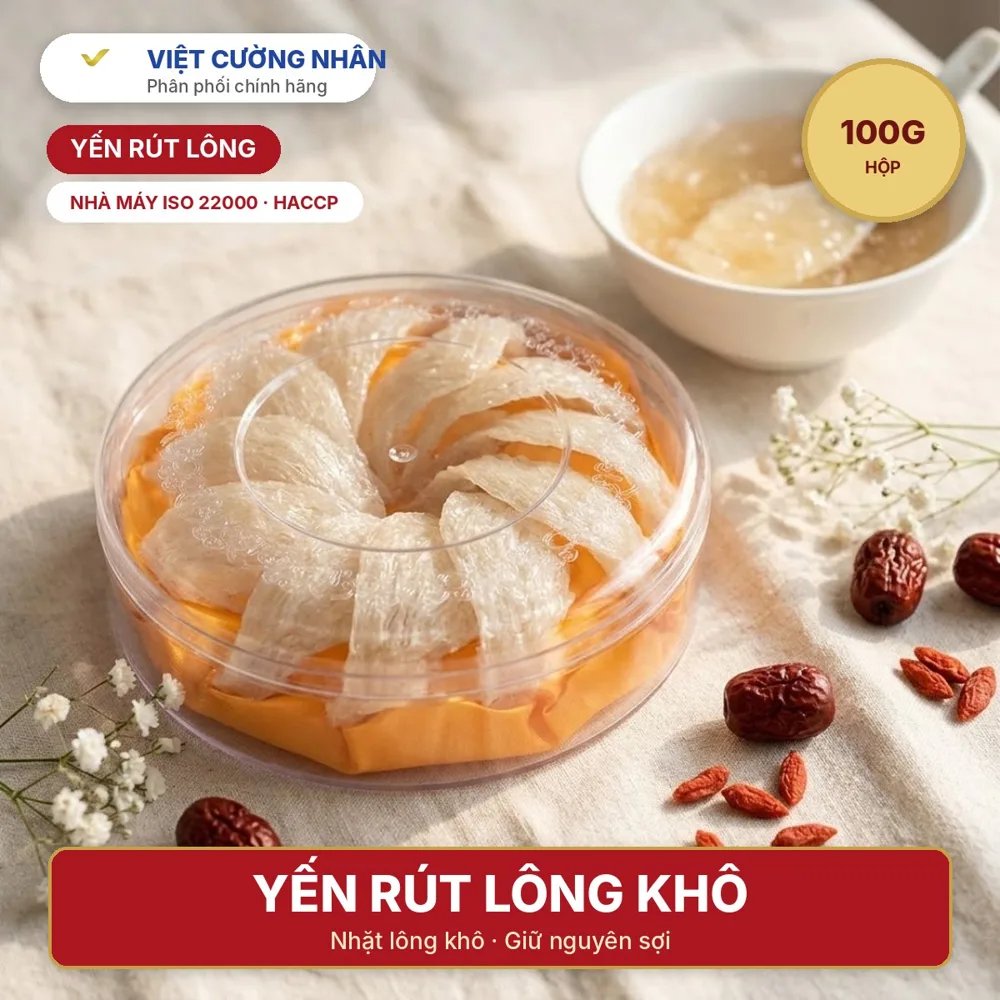 VIỆT CƯỜNG NHÂN
Phân phối chính hãng
YẾN RÚT LÔNG
NHÀ MÁY ISO 22000 · HACCP
100G
HỘP
YẾN RÚT LÔNG KHÔ
Nhặt lông khô · Giữ nguyên sợi